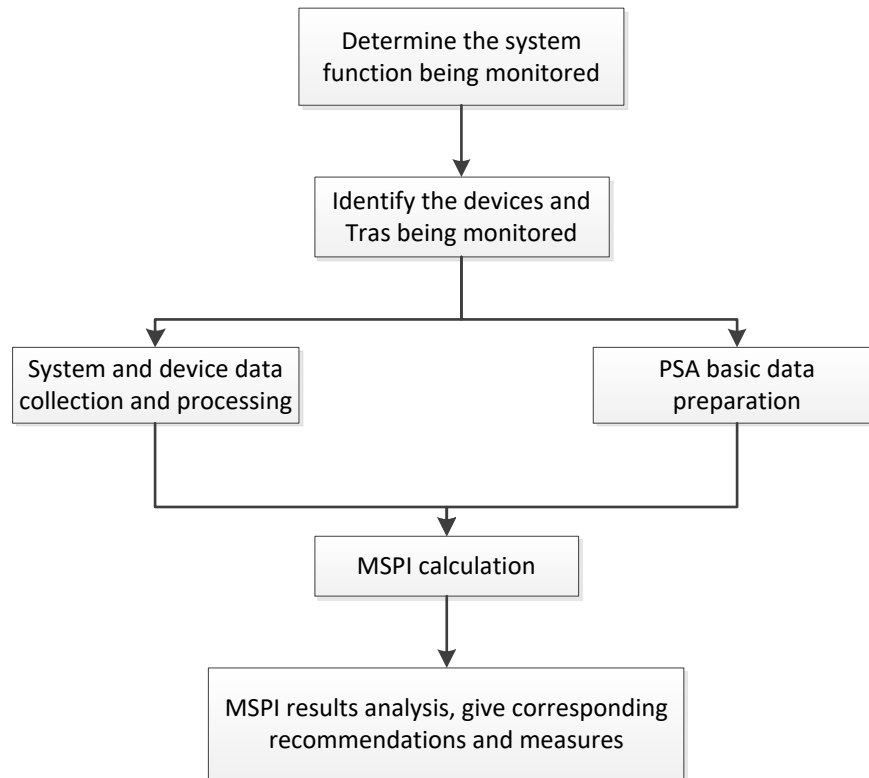 Determine the system
function being monitored
Identify the devices and
Tras being monitored
System and device data
collection and processing
PSA basic data
preparation
MSPI calculation
MSPI results analysis, give corresponding
recommendations and measures